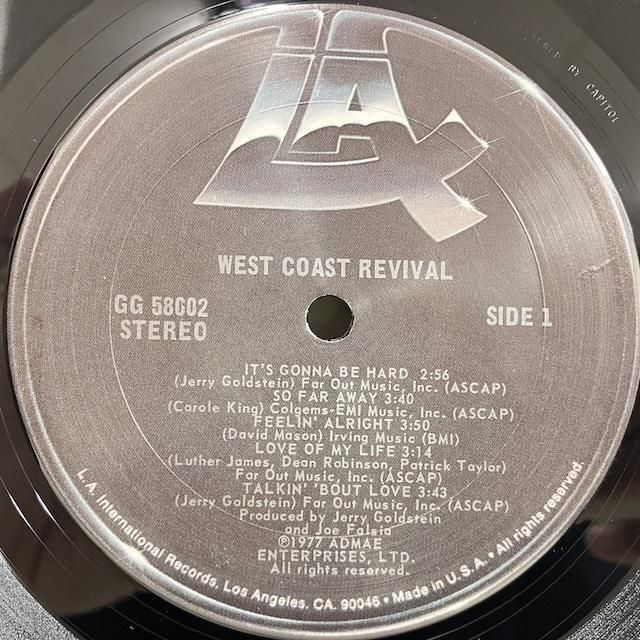 LAX
MASTERED BY CAPITOL
WEST COAST REVIVAL
GG 58002
STEREO
SIDE 1
IT'S GONNA BE HARD 2:56
(Jerry Goldstein) Far Out Music, Inc. (ASCAP)
SO FAR AWAY 3:40
(Carole King) Colgems-EMI Music, Inc. (ASCAP)
FEELIN' ALRIGHT 3:50
(David Mason) Irving Music (BMI)
LOVE OF MY LIFE 3:14
(Luther James, Dean Robinson, Patrick Taylor)
Far Out Music, Inc. (ASCAP)
TALKIN' 'BOUT LOVE 3:43
(Jerry Goldstein) Far Out Music, Inc. (ASCAP)
Produced by Jerry Goldstein
and Joe Falsia
℗1977 ADMAE
ENTERPRISES, LTD.
All rights reserved.
L.A. International Records, Los Angeles, CA. 90046 • Made in U.S.A. • All rights reserved.